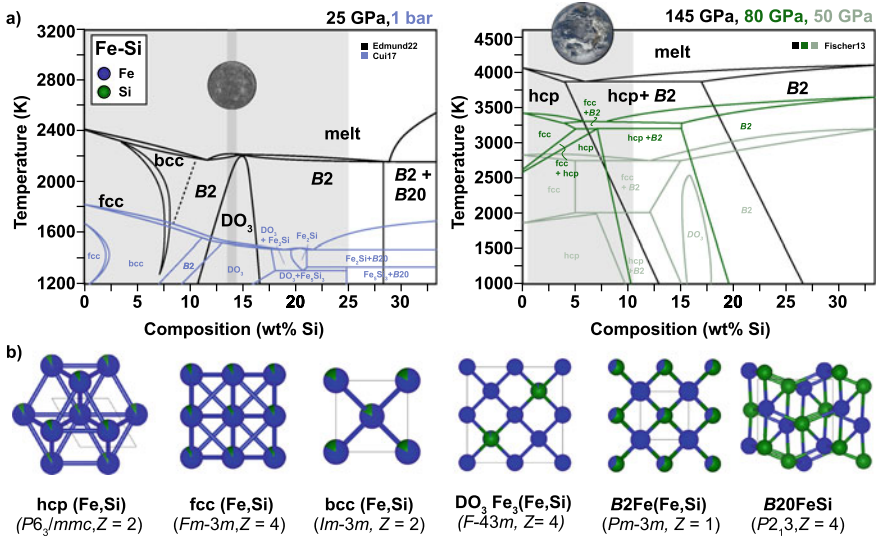 a)
25 GPa, 1 bar
145 GPa, 80 GPa, 50 GPa
3200
2800
2400
2000
1600
1200
Temperature (K)
Fe-Si
Fe
Si
Edmund22
Cui17
melt
bcc
B2
B2
B2 +
B20
fcc
DO3
fcc
bcc
B2
DO3
DO3
+ Fe2Si
Fe2Si
Fe2Si+B20
DO3+Fe5Si3
Fe5Si3+B20
0 5 10 15 20 25 30
Composition (wt% Si)
4500
4000
3500
3000
2500
2000
1500
1000
Temperature (K)
Fischer13
melt
hcp
hcp+ B2
B2
fcc
+B2
fcc
hcp
hcp +B2
B2
fcc
+ hcp
fcc
fcc
+ B2
B2
DO3
hcp
hcp
+B2
0 5 10 15 20 25 30
Composition (wt% Si)
b)
hcp (Fe,Si)
(P63/mmc,Z = 2)
fcc (Fe,Si)
(Fm-3m,Z = 4)
bcc (Fe,Si)
(Im-3m, Z = 2)
DO3 Fe3(Fe,Si)
(F-43m, Z= 4)
B2Fe(Fe,Si)
(Pm-3m, Z = 1)
B20FeSi
(P213,Z = 4)